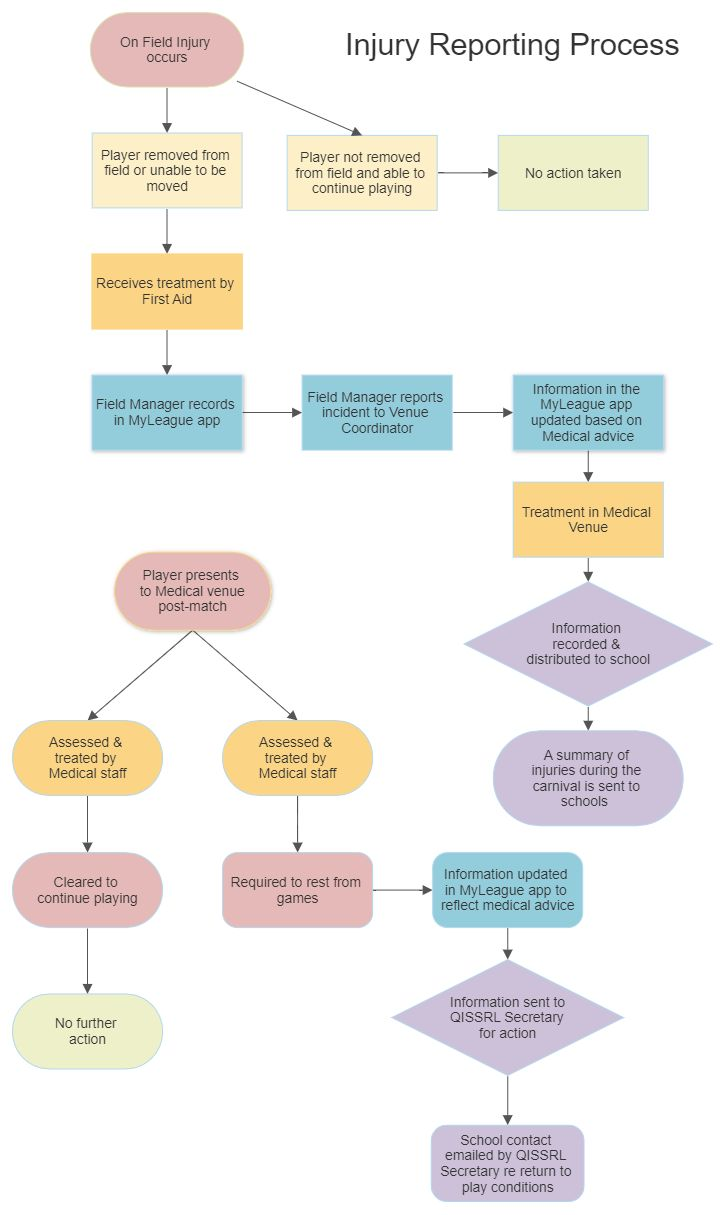 Injury Reporting Process
On Field Injury
occurs
Player removed from
field or unable to be
moved
Player not removed
from field and able to
continue playing
No action taken
Receives treatment by
First Aid
Field Manager records
in MyLeague app
Field Manager reports
incident to Venue
Coordinator
Information in the
MyLeague app
updated based on
Medical advice
Treatment in Medical
Venue
Information
recorded &
distributed to school
A summary of
injuries during the
carnival is sent to
schools
Player presents
to Medical venue
post-match
Assessed &
treated by
Medical staff
Assessed &
treated by
Medical staff
Cleared to
continue playing
Required to rest from
games
Information updated
in MyLeague app to
reflect medical advice
No further
action
Information sent to
QISSRL Secretary
for action
School contact
emailed by QISSRL
Secretary re return to
play conditions